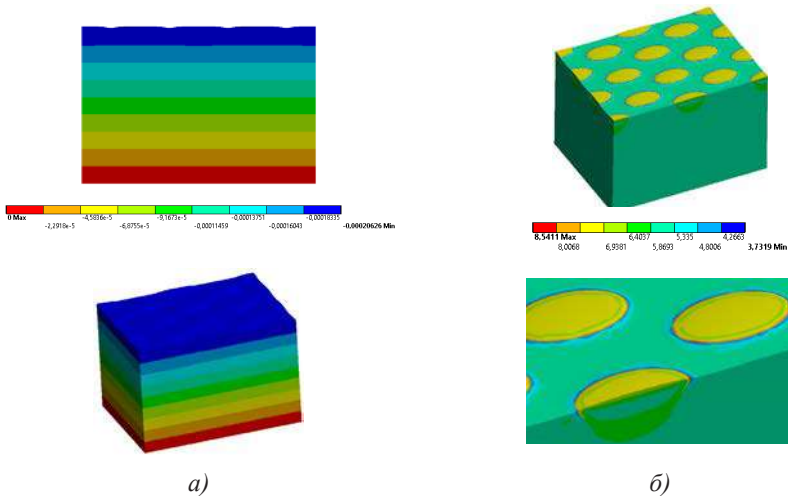 0 Max -4,5836e-5 -9,1673e-5 -0,00013751 -0,00018335
-2,2918e-5 -6,8755e-5 -0,00011459 -0,00016043 -0,00020626 Min
8,5411 Max 6,4037 5,335 4,2663
8,0068 6,9381 5,8693 4,8006 3,7319 Min
а) б)